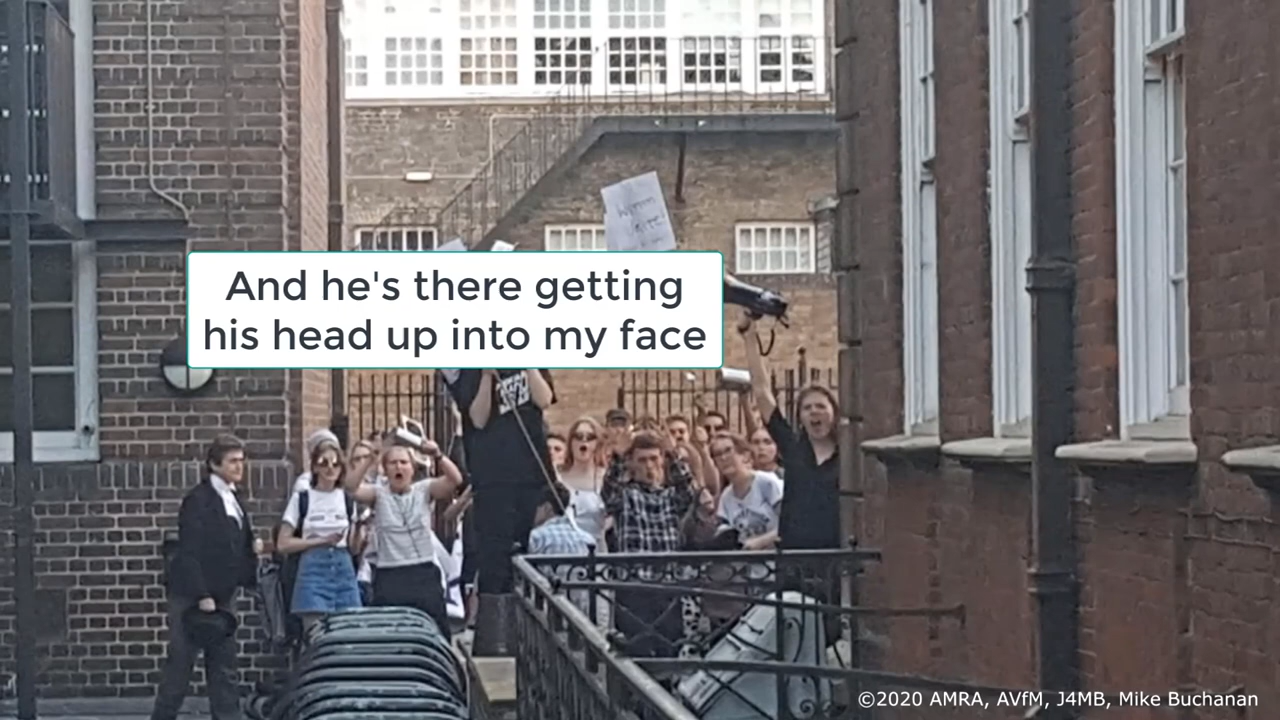 And he's there getting
his head up into my face
©2020 AMRA, AVfM, J4MB, Mike Buchanan